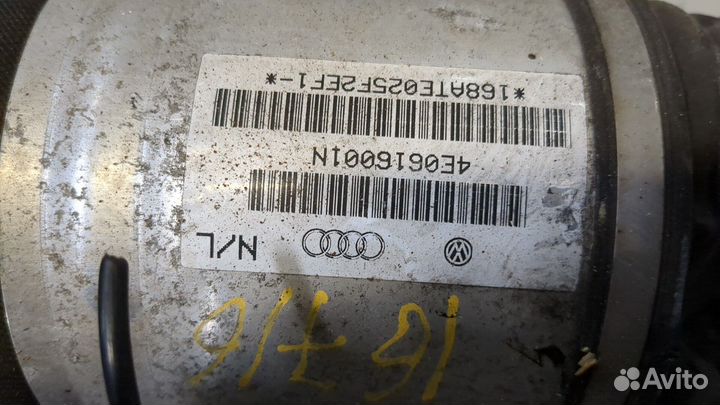 N/L
4E0616001N
*168ATE025F2EF1-*
16 716
Avito